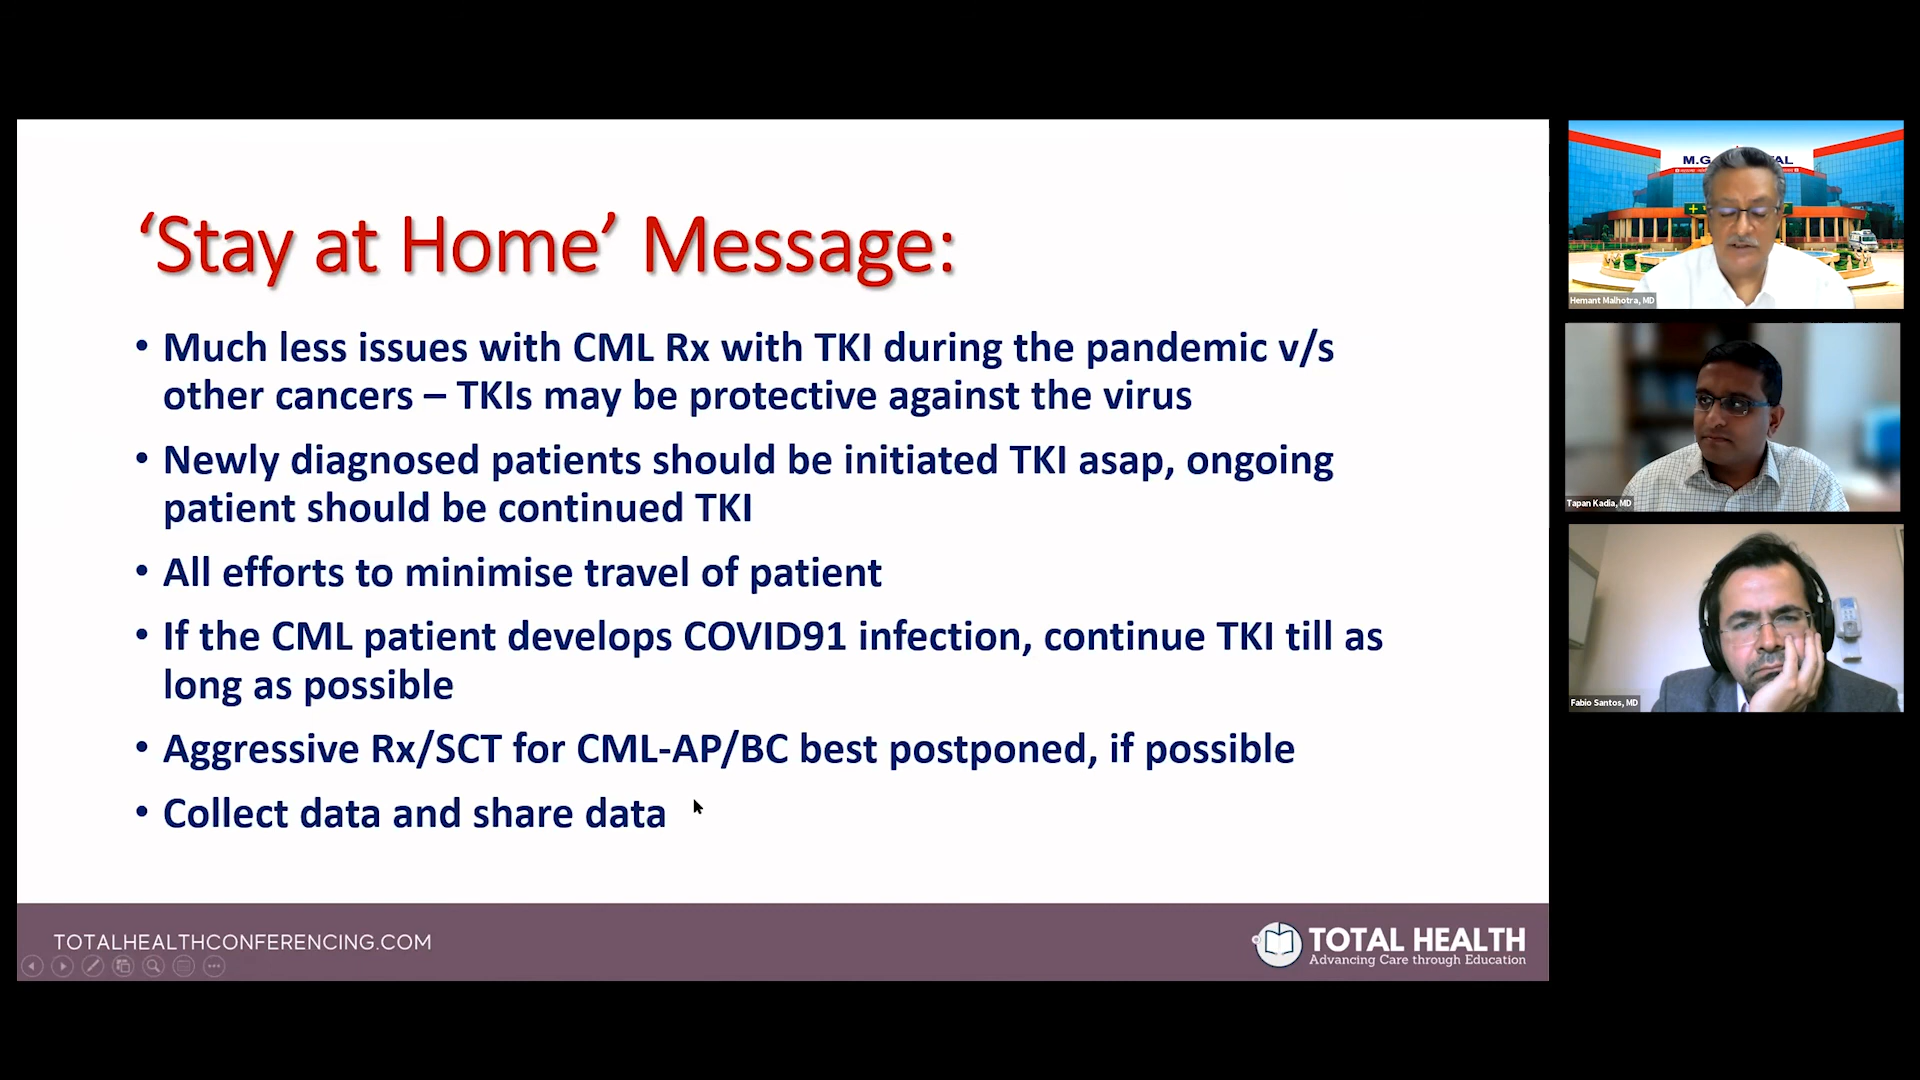 ‘Stay at Home’ Message:
• Much less issues with CML Rx with TKI during the pandemic v/s
other cancers – TKIs may be protective against the virus
• Newly diagnosed patients should be initiated TKI asap, ongoing
patient should be continued TKI
• All efforts to minimise travel of patient
• If the CML patient develops COVID91 infection, continue TKI till as
long as possible
• Aggressive Rx/SCT for CML-AP/BC best postponed, if possible
• Collect data and share data
TOTALHEALTHCONFERENCING.COM
TOTAL HEALTH
Advancing Care through Education
M.G.
Hemant Malhotra, MD
Tapan Kadia, MD
Fabio Santos, MD